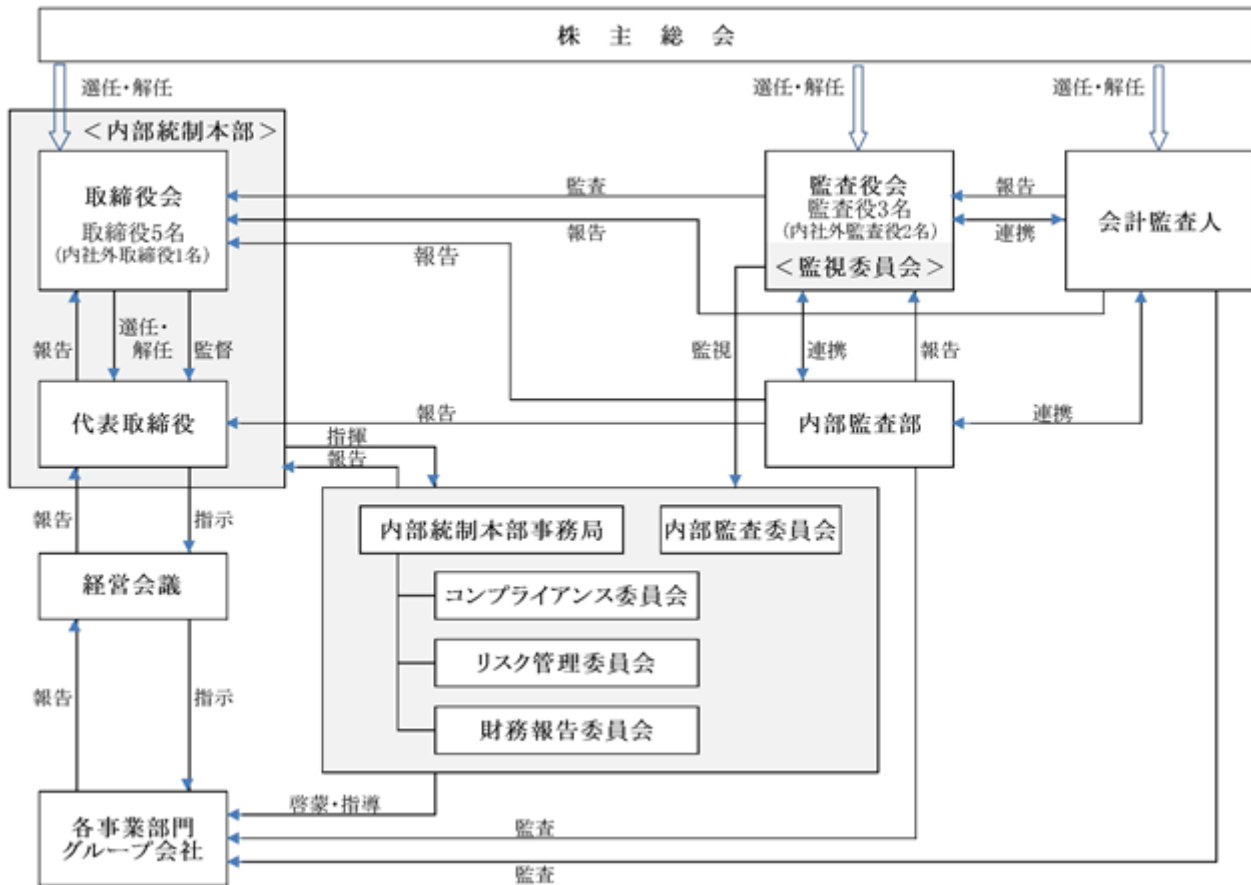 株主総会
選任・解任
選任・解任
選任・解任
＜内部統制本部＞
取締役会
取締役5名
(内社外取締役1名)
監査
報告
報告
監査役会
監査役3名
(内社外監査役2名)
＜監視委員会＞
報告
連携
会計監査人
報告
選任・
解任
監督
監視
連携
報告
代表取締役
報告
内部監査部
連携
指揮
報告
報告
指示
内部統制本部事務局
内部監査委員会
経営会議
コンプライアンス委員会
リスク管理委員会
報告
指示
財務報告委員会
啓蒙・指導
各事業部門
グループ会社
監査
監査